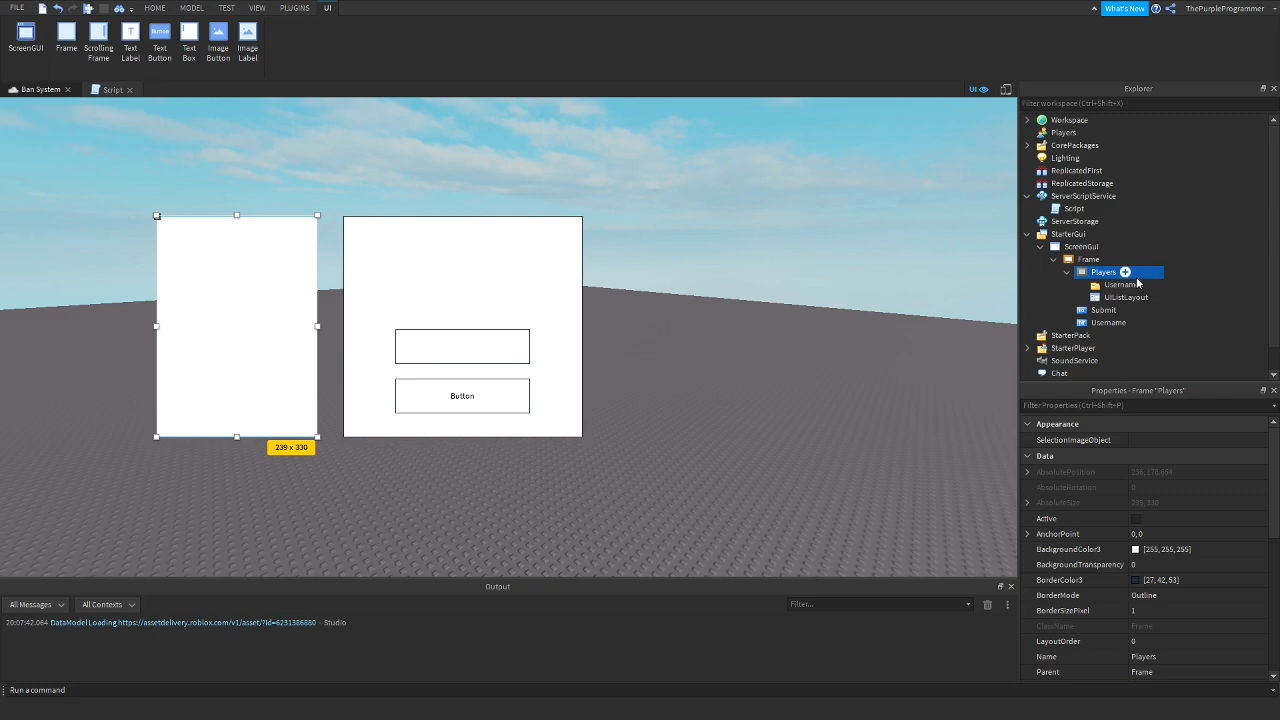 FILE HOME MODEL TEST VIEW PLUGINS UI What's New ThePurpleProgrammer
ScreenGUI Frame Scrolling Frame Text Label Text Button Text Box Image Button Image Label
Button
Ban System Script UI
Button
239 x 330
Explorer
Filter workspace (Ctrl+Shift+X)
Workspace
Players
CorePackages
Lighting
ReplicatedFirst
ReplicatedStorage
ServerScriptService
Script
ServerStorage
StarterGui
ScreenGui
Frame
Players
Username
UIListLayout
Submit
Username
StarterPack
StarterPlayer
SoundService
Chat
Properties - Frame "Players"
Filter Properties (Ctrl+Shift+P)
Appearance
SelectionImageObject
Data
AbsolutePosition 236, 178.654
AbsoluteRotation 0
AbsoluteSize 239, 330
Active
AnchorPoint 0, 0
BackgroundColor3 [255, 255, 255]
BackgroundTransparency 0
BorderColor3 [27, 42, 53]
BorderMode Outline
BorderSizePixel 1
ClassName Frame
LayoutOrder 0
Name Players
Parent Frame
Output
All Messages All Contexts Filter...
20:07:42.064 DataModel Loading https://assetdelivery.roblox.com/v1/asset/?id=6231386880 - Studio
Run a command